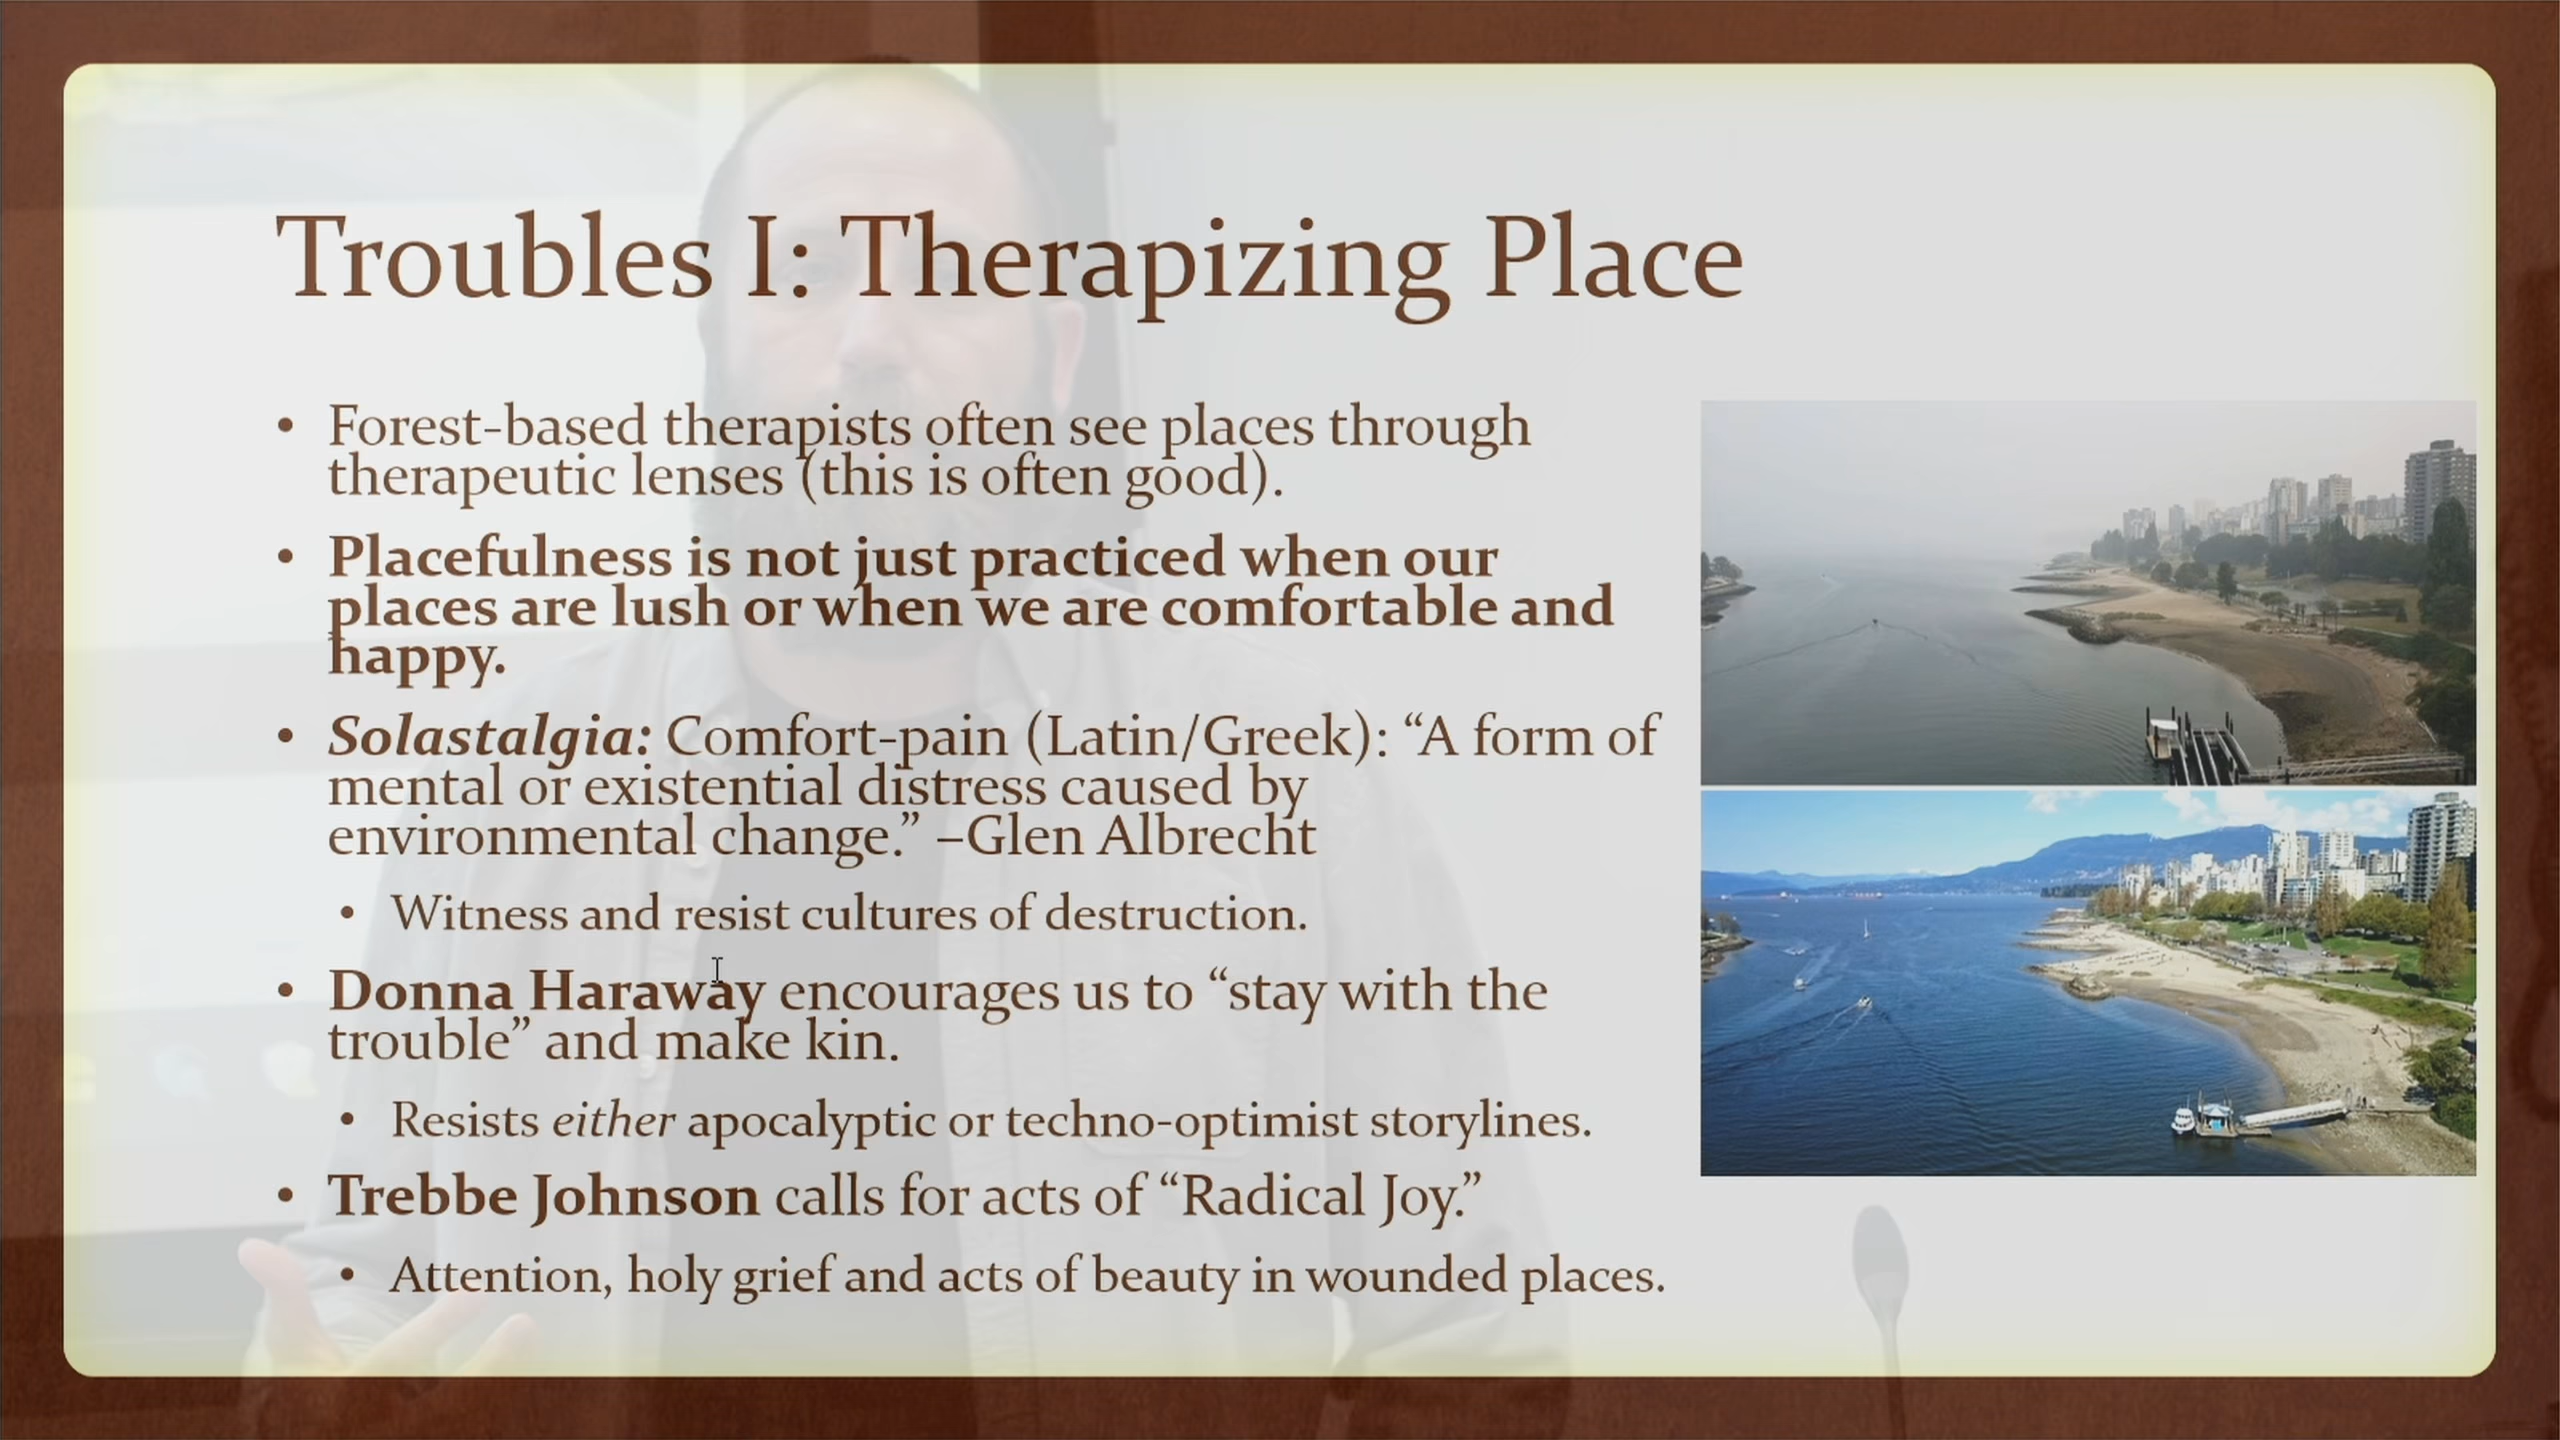 Troubles I: Therapizing Place
• Forest-based therapists often see places through
therapeutic lenses (this is often good).
• Placefulness is not just practiced when our
places are lush or when we are comfortable and
happy.
• Solastalgia: Comfort-pain (Latin/Greek): “A form of
mental or existential distress caused by
environmental change.” –Glen Albrecht
• Witness and resist cultures of destruction.
• Donna Haraway encourages us to “stay with the
trouble” and make kin.
• Resists either apocalyptic or techno-optimist storylines.
• Trebbe Johnson calls for acts of “Radical Joy.”
• Attention, holy grief and acts of beauty in wounded places.